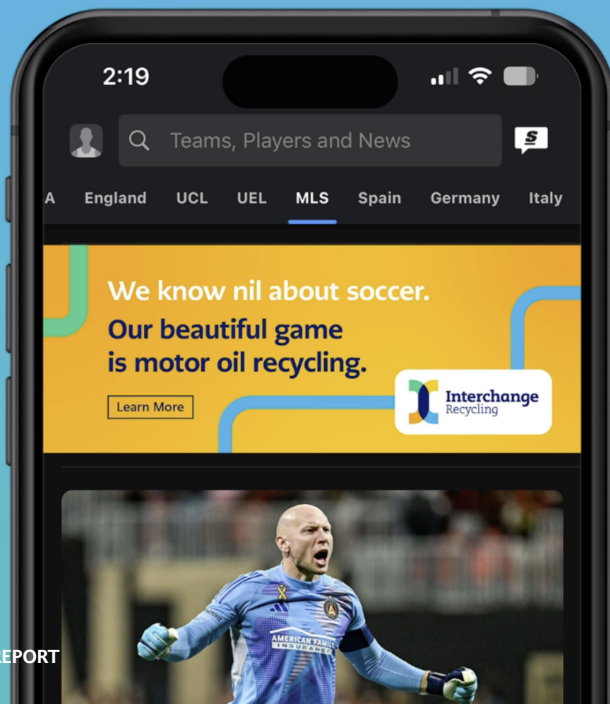 2:19
Teams, Players and News
S
A England UCL UEL MLS Spain Germany Italy
We know nil about soccer.
Our beautiful game
is motor oil recycling.
Learn More
Interchange
Recycling
A
AMERICAN FAMILY
INSURANCE
EPORT